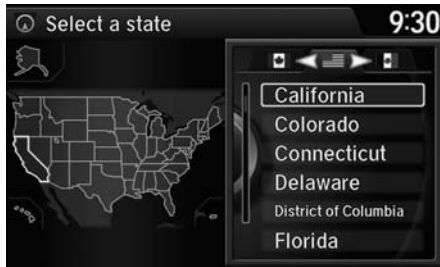 Select a state
9:30
California
Colorado
Connecticut
Delaware
District of Columbia
Florida